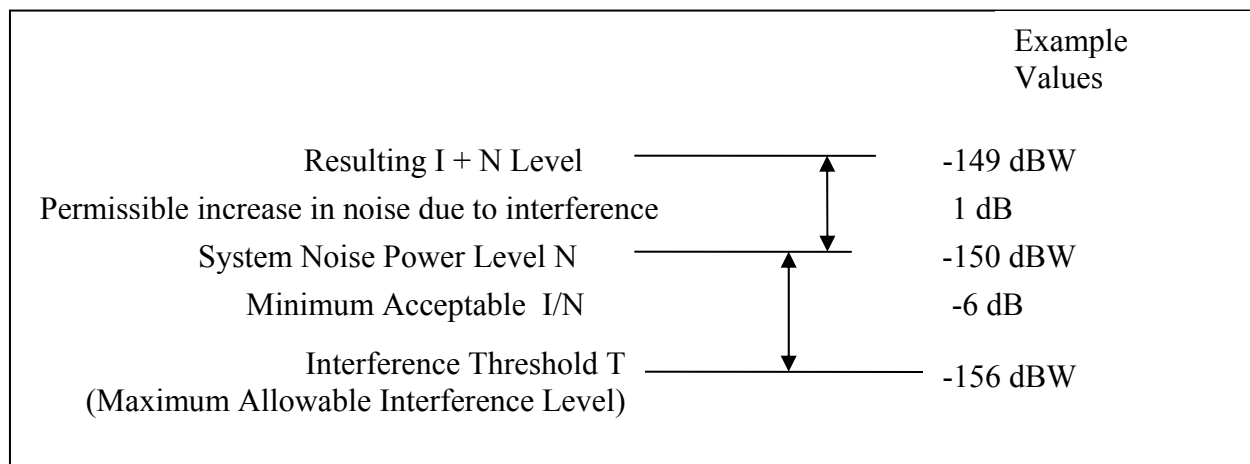 Example
Values
Resulting I + N Level -149 dBW
Permissible increase in noise due to interference 1 dB
System Noise Power Level N -150 dBW
Minimum Acceptable I/N -6 dB
Interference Threshold T
(Maximum Allowable Interference Level) -156 dBW